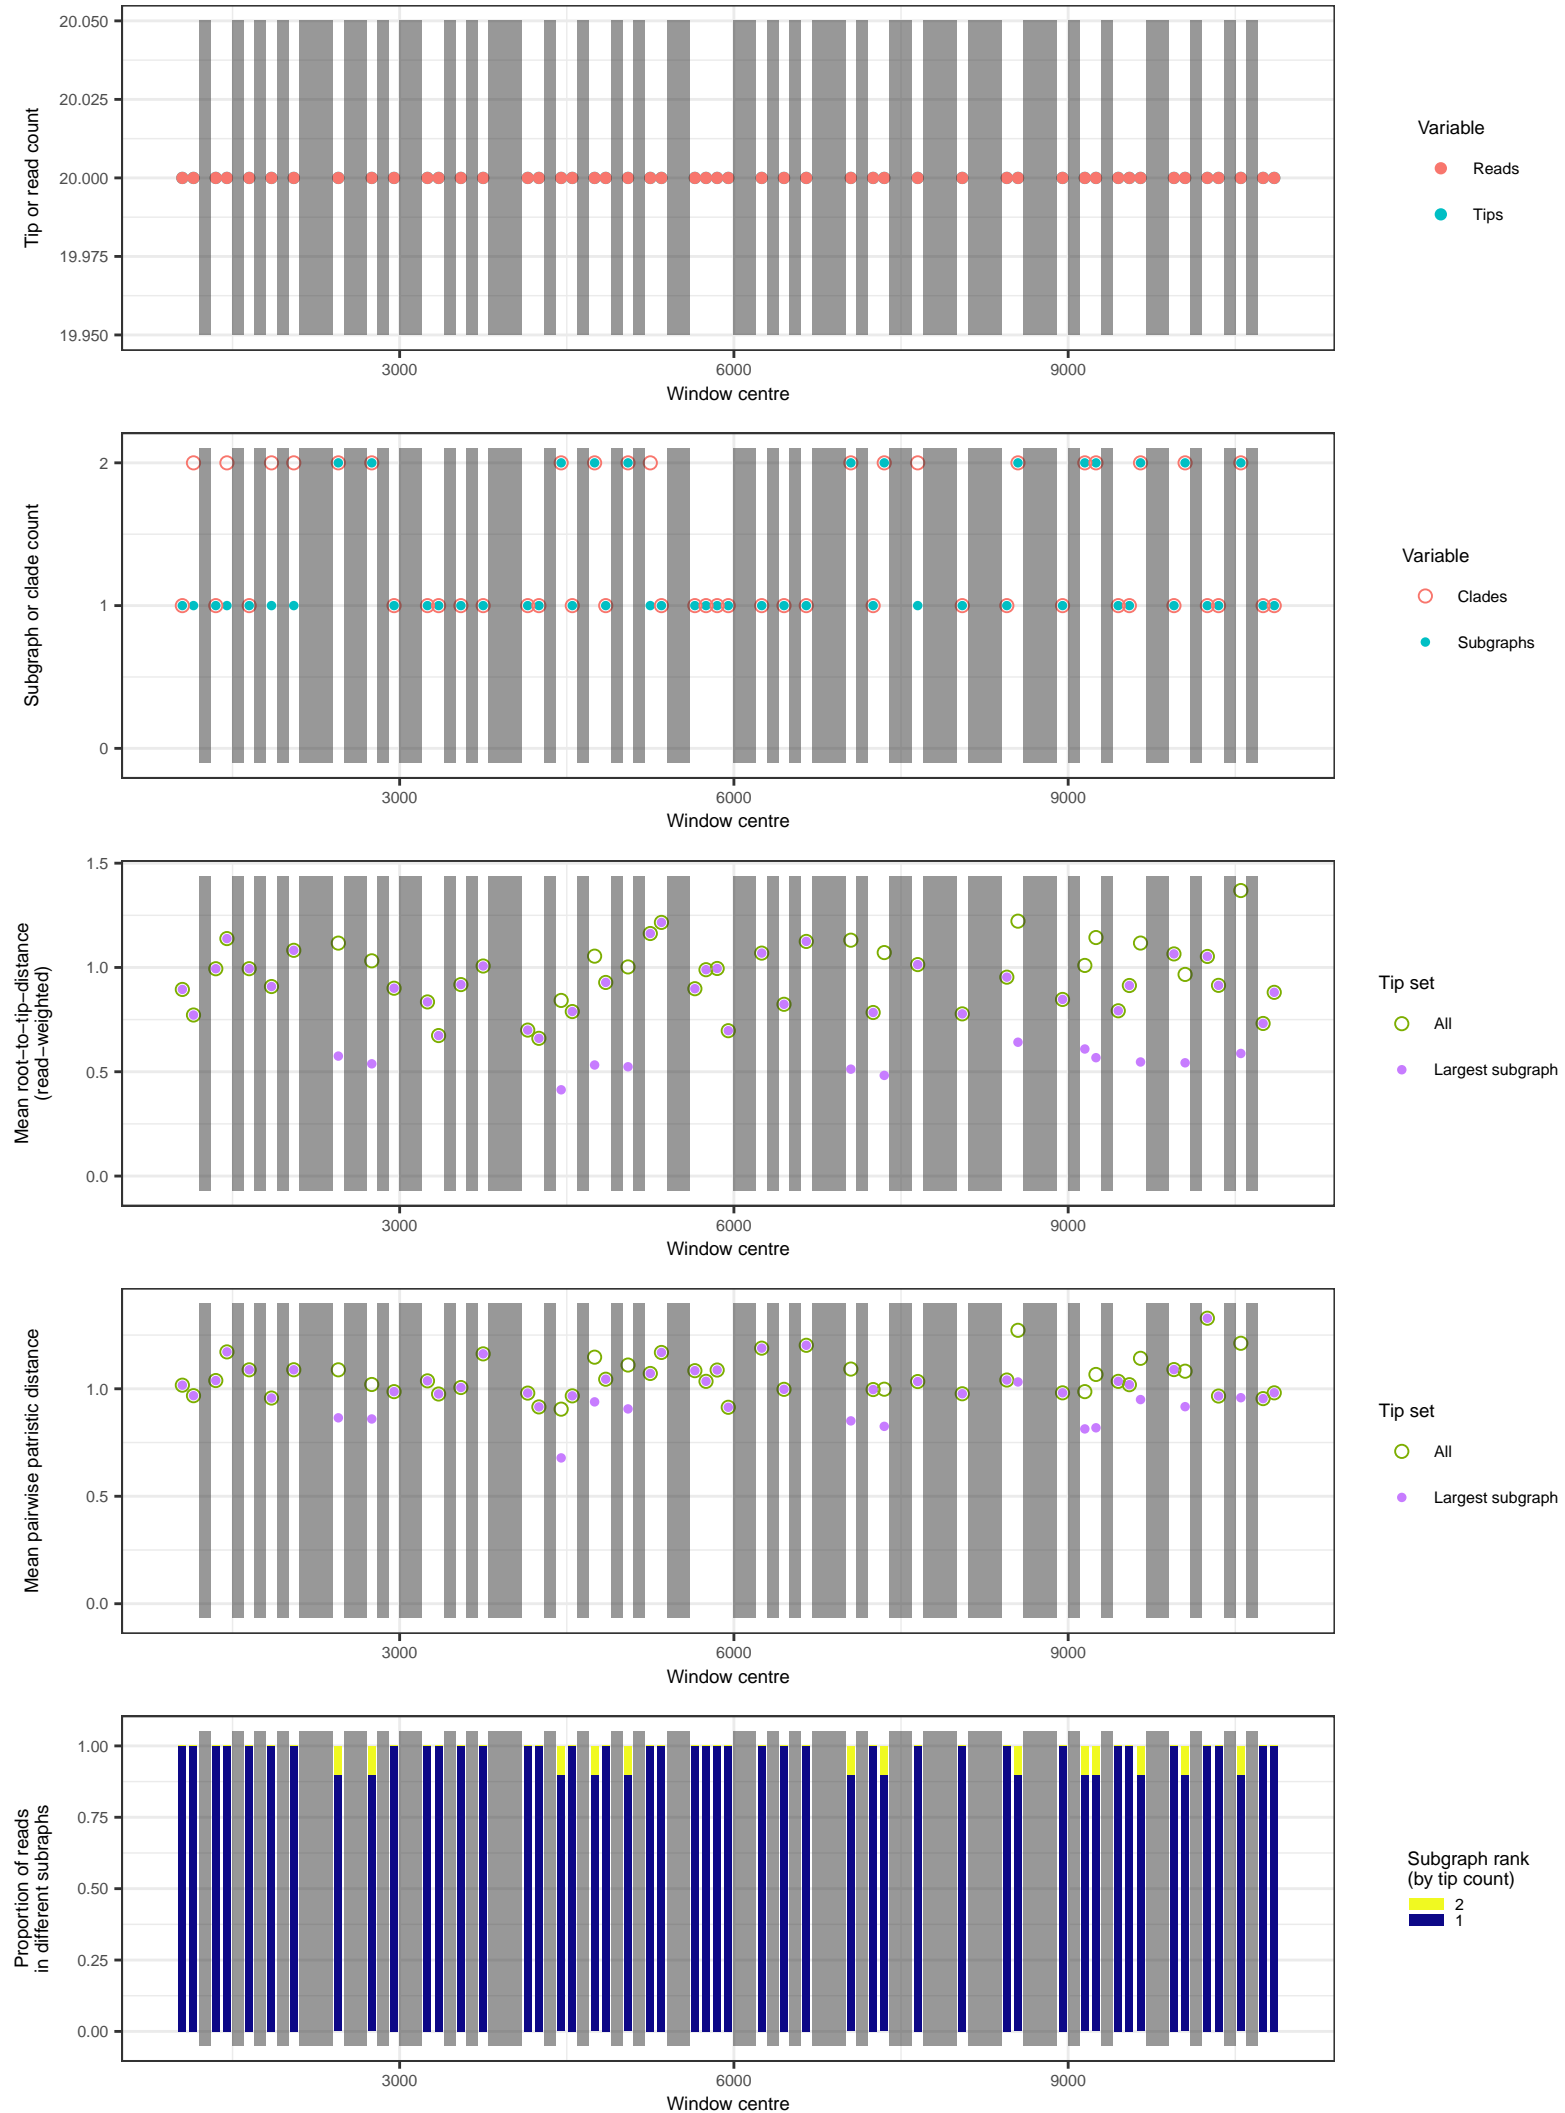 20.050
20.025
20.000
19.975
19.950
Tip or read count
3000
6000
9000
Window centre
Variable
Reads
Tips
2
1
0
Subgraph or clade count
3000
6000
9000
Window centre
Variable
Clades
Subgraphs
1.5
1.0
0.5
0.0
Mean root−to−tip−distance
(read−weighted)
3000
6000
9000
Window centre
Tip set
All
Largest subgraph
1.0
0.5
0.0
Mean pairwise patristic distance
3000
6000
9000
Window centre
Tip set
All
Largest subgraph
1.00
0.75
0.50
0.25
0.00
Proportion of reads
in different subraphs
3000
6000
9000
Window centre
Subgraph rank
(by tip count)
2
1